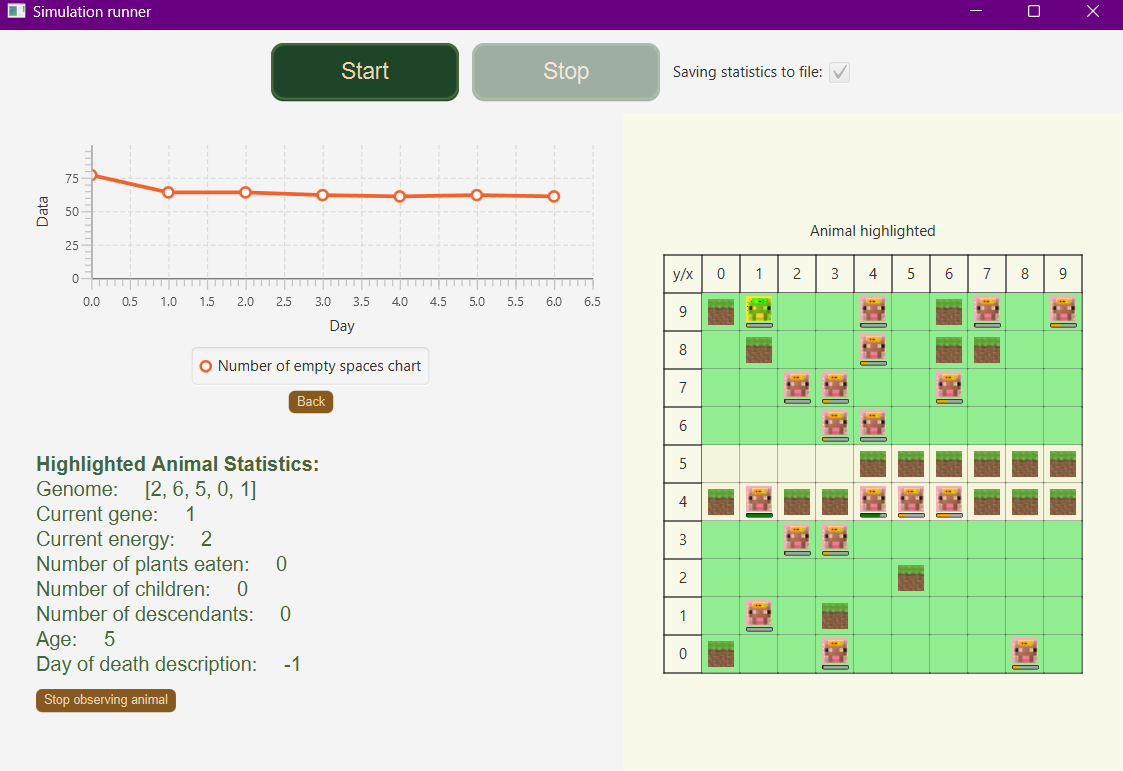 Simulation runner
Start Stop Saving statistics to file:
Data
75
50
25
0
0.0 0.5 1.0 1.5 2.0 2.5 3.0 3.5 4.0 4.5 5.0 5.5 6.0 6.5
Day
Number of empty spaces chart
Back
Highlighted Animal Statistics:
Genome: [2, 6, 5, 0, 1]
Current gene: 1
Current energy: 2
Number of plants eaten: 0
Number of children: 0
Number of descendants: 0
Age: 5
Day of death description: -1
Stop observing animal
Animal highlighted
y/x 0 1 2 3 4 5 6 7 8 9
9
8
7
6
5
4
3
2
1
0